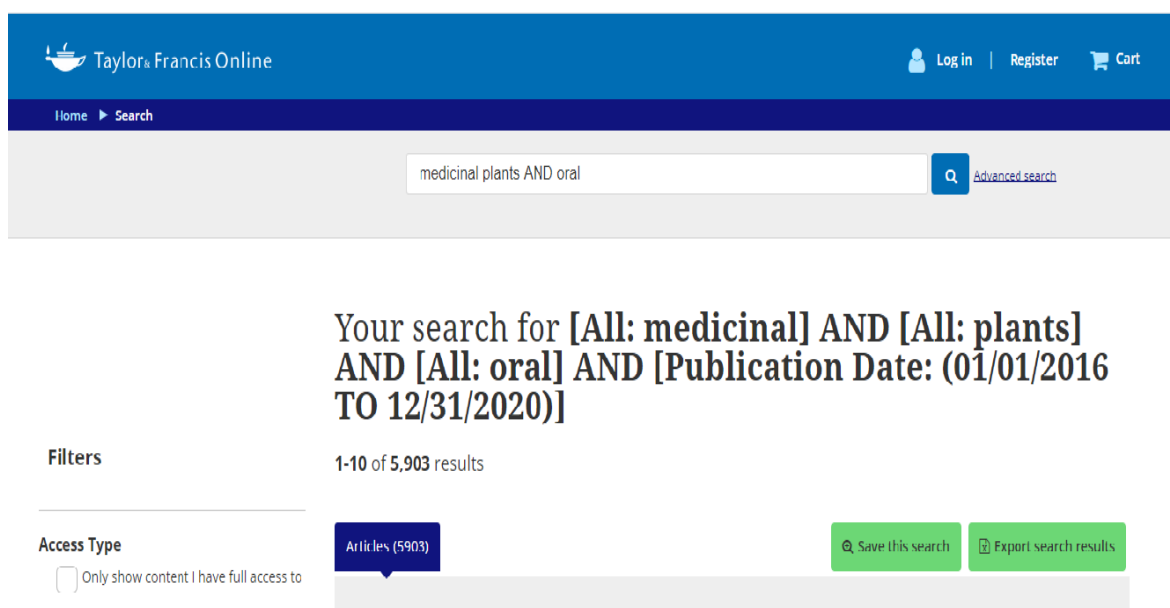 Taylor & Francis Online
Log in | Register Cart
Home Search
medicinal plants AND oral
Advanced search
Your search for [All: medicinal] AND [All: plants]
AND [All: oral] AND [Publication Date: (01/01/2016
TO 12/31/2020)]
Filters
1-10 of 5,903 results
Access Type
Articles (5903)
Save this search
Export search results
Only show content I have full access to